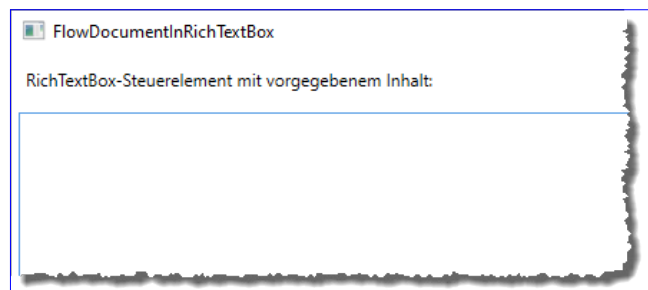 FlowDocumentInRichTextBox
RichTextBox-Steuerelement mit vorgegebenem Inhalt: